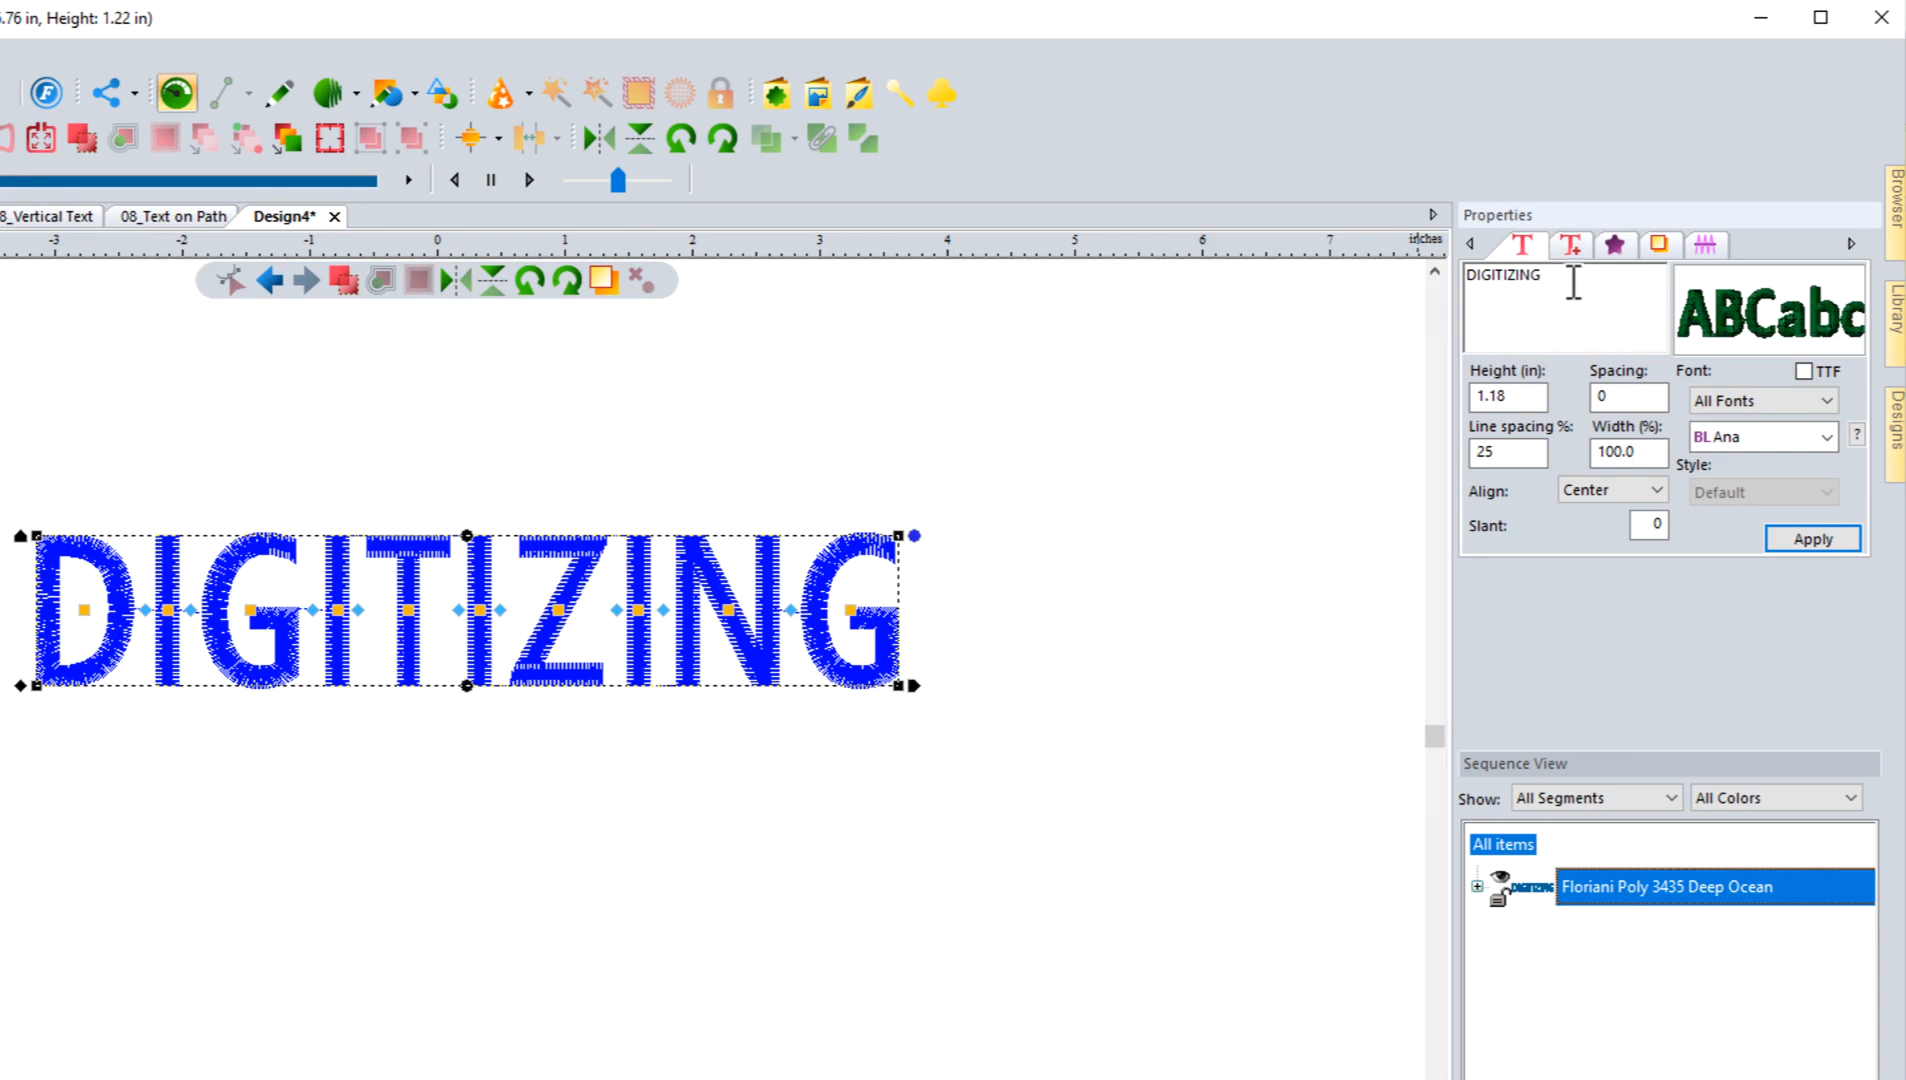 5.76 in, Height: 1.22 in)
8_Vertical Text
08_Text on Path
Design4*
-3 -2 -1 0 1 2 3 4 5 6 7 inches
Browser
Library
Designs
Properties
DIGITIZING
ABCabc
Height (in):
Spacing:
Font:
TTF
1.18
0
All Fonts
Line spacing %:
Width (%):
BL Ana
?
25
100.0
Style:
Align:
Center
Default
Slant:
0
Apply
DIGITIZING
Sequence View
Show:
All Segments
All Colors
All items
DIGITIZING
Floriani Poly 3435 Deep Ocean